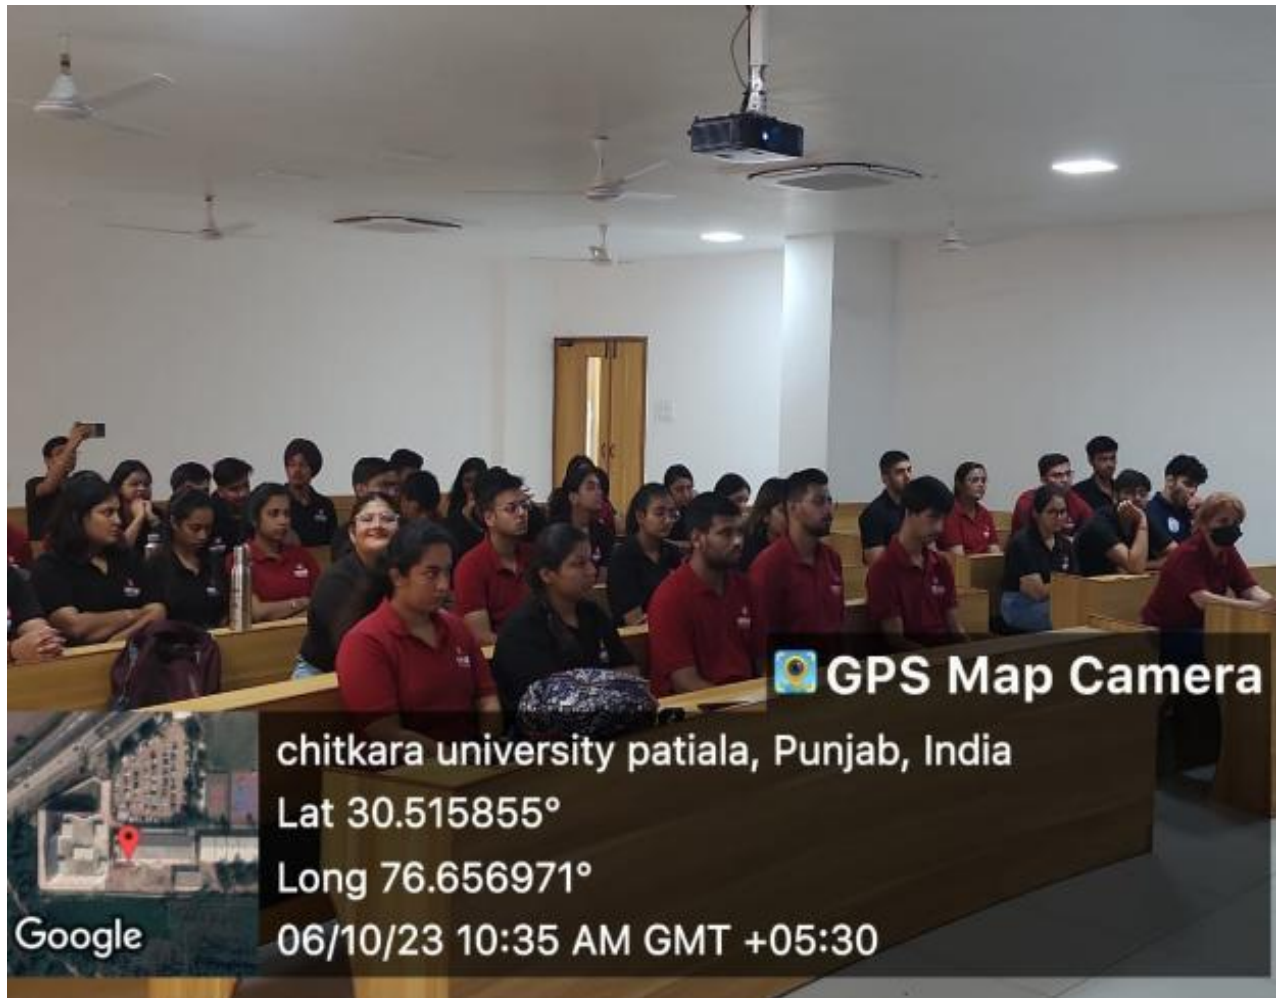 GPS Map Camera
chitkara university patiala, Punjab, India
Lat 30.515855°
Long 76.656971°
06/10/23 10:35 AM GMT +05:30
Google